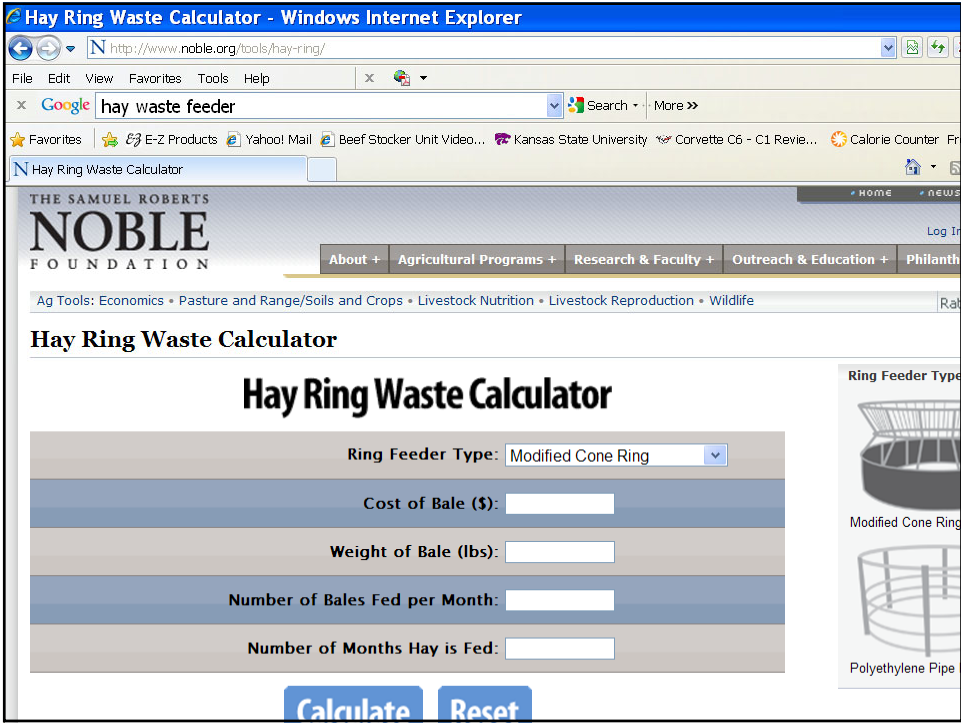 Hay Ring Waste Calculator - Windows Internet Explorer
N http://www.noble.org/tools/hay-ring/
File Edit View Favorites Tools Help x
x Google hay waste feeder Search More >>
Favorites E-Z Products Yahoo! Mail Beef Stocker Unit Video... Kansas State University Corvette C6 - C1 Revie... Calorie Counter Fr
N Hay Ring Waste Calculator
THE SAMUEL ROBERTS
NOBLE
FOUNDATION
HOME NEWS
Log In
About + Agricultural Programs + Research & Faculty + Outreach & Education + Philanth
Ag Tools: Economics • Pasture and Range/Soils and Crops • Livestock Nutrition • Livestock Reproduction • Wildlife
Rat
Hay Ring Waste Calculator
Hay Ring Waste Calculator
Ring Feeder Type: Modified Cone Ring
Cost of Bale ($):
Weight of Bale (lbs):
Number of Bales Fed per Month:
Number of Months Hay is Fed:
Calculate Reset
Ring Feeder Type
Modified Cone Ring
Polyethylene Pipe